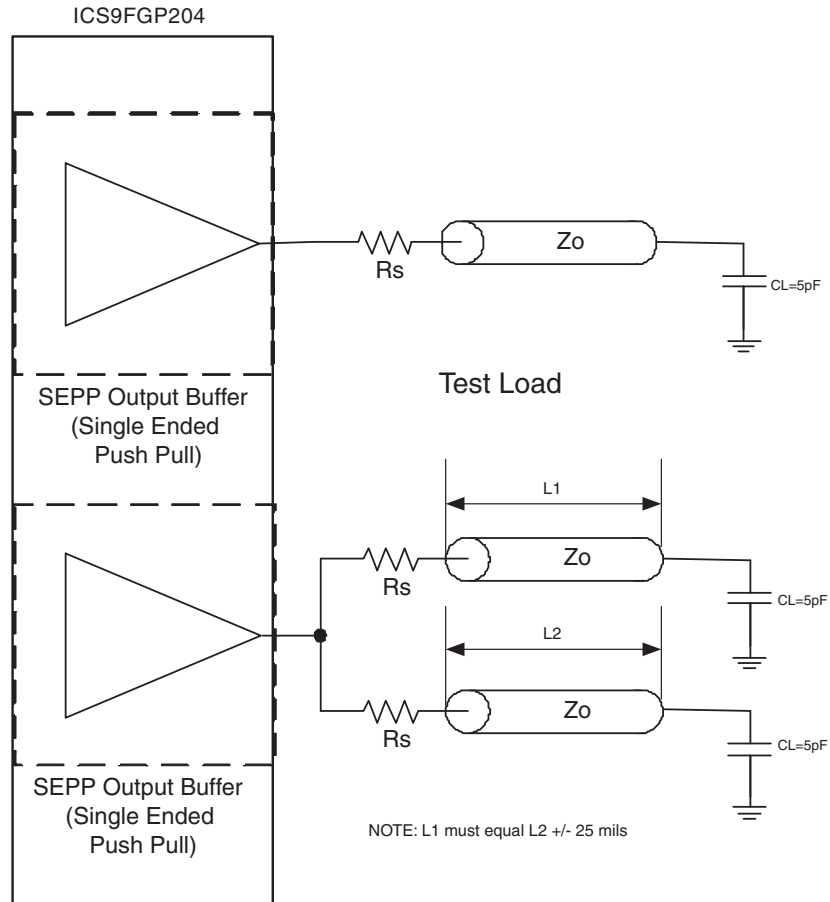 ICS9FGP204
Zo
Rs
CL=5pF
SEPP Output Buffer
(Single Ended
Push Pull)
Test Load
L1
Zo
Rs
CL=5pF
L2
Zo
Rs
CL=5pF
SEPP Output Buffer
(Single Ended
Push Pull)
NOTE: L1 must equal L2 +/- 25 mils